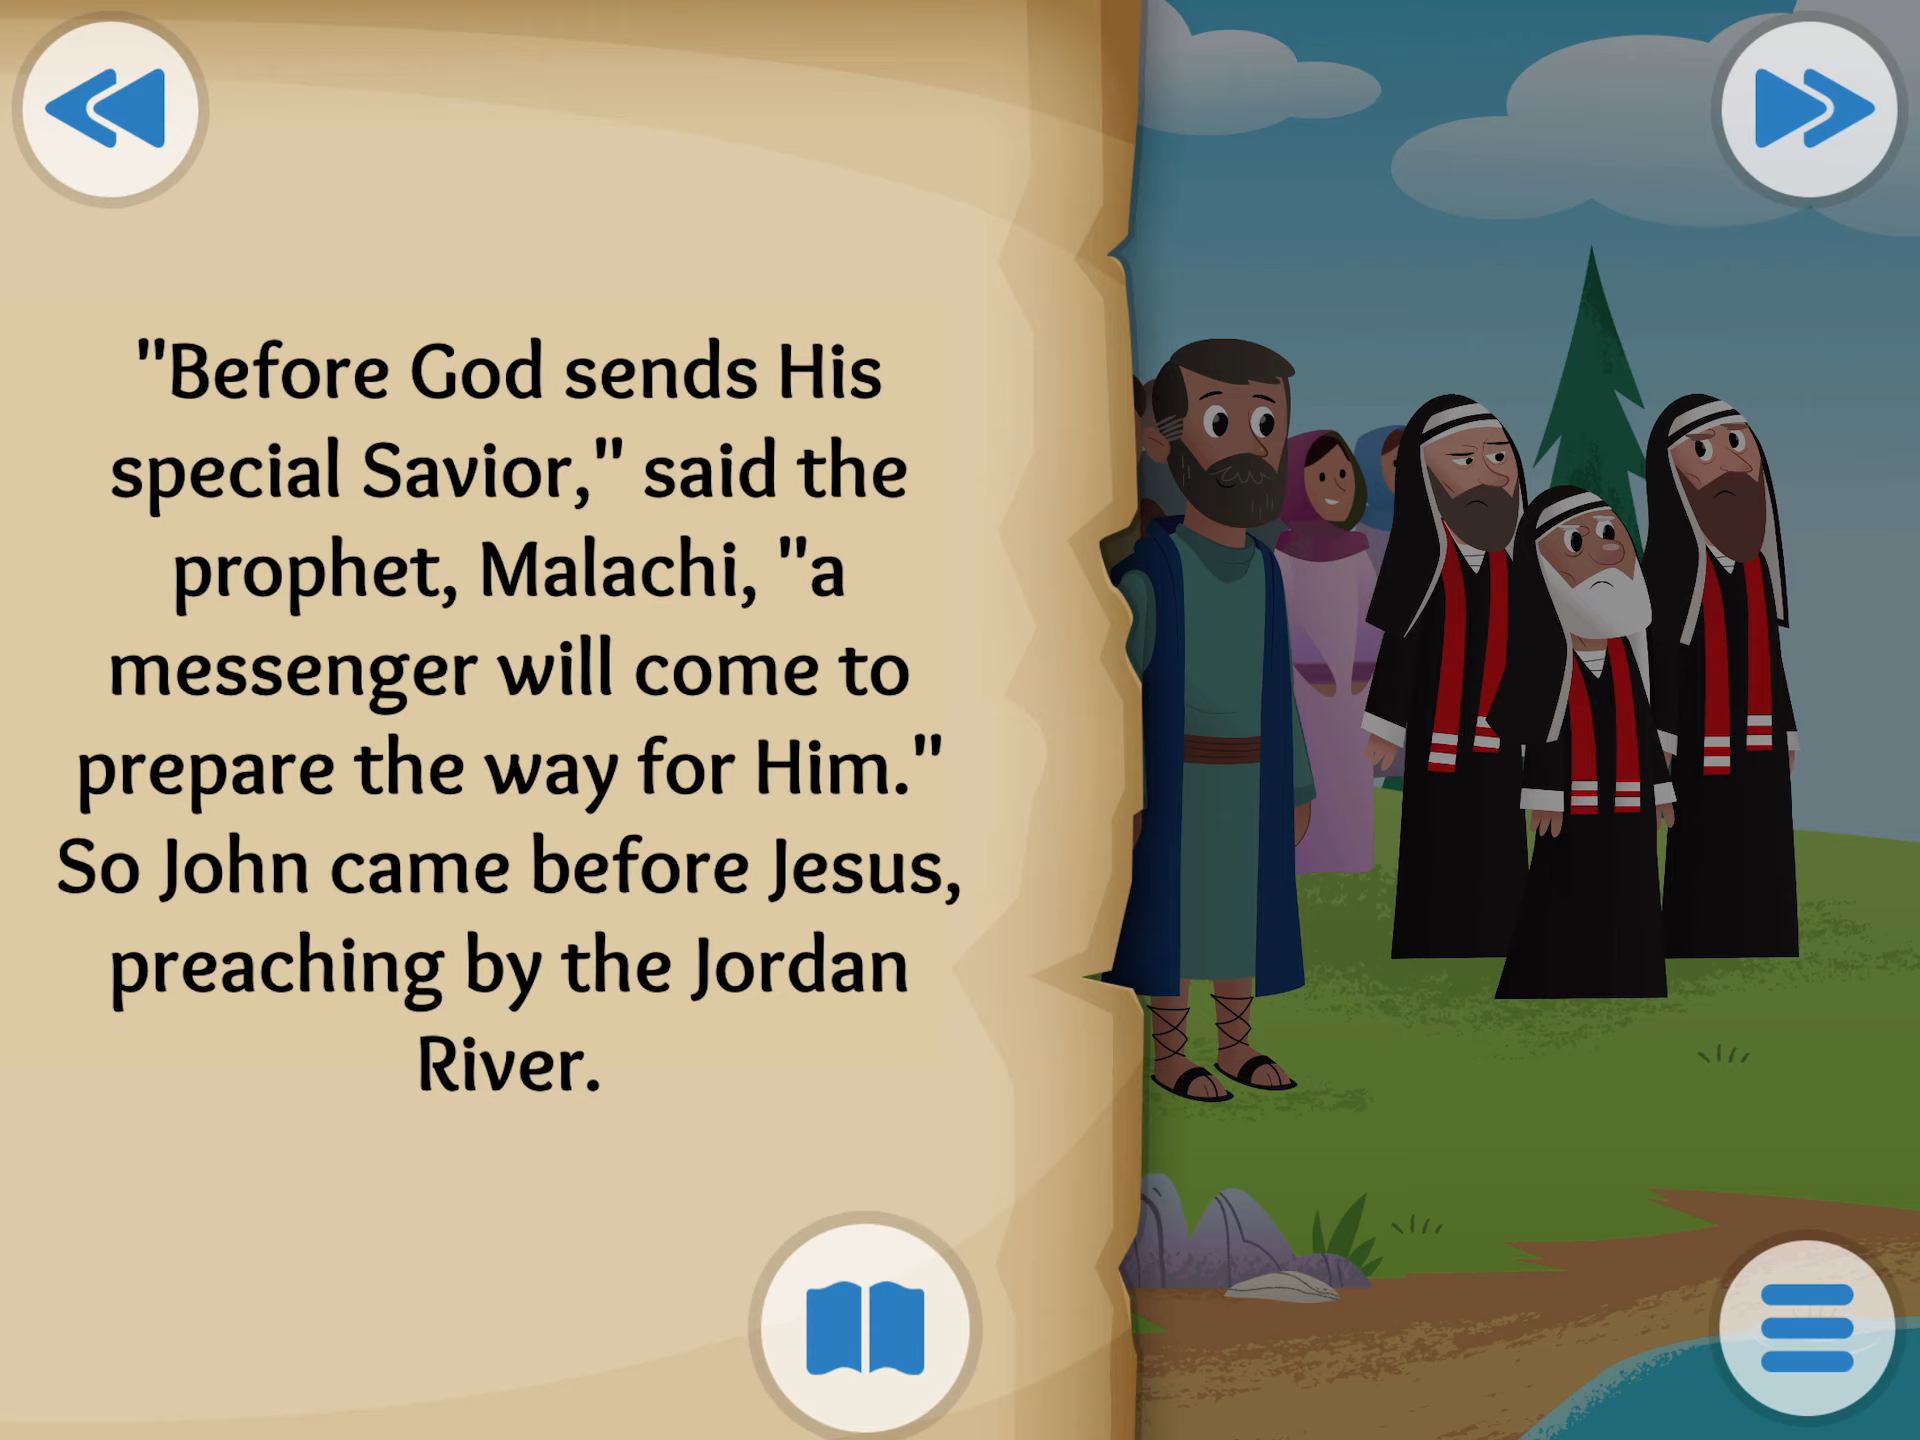 "Before God sends His
special Savior," said the
prophet, Malachi, "a
messenger will come to
prepare the way for Him."
So John came before Jesus,
preaching by the Jordan
River.